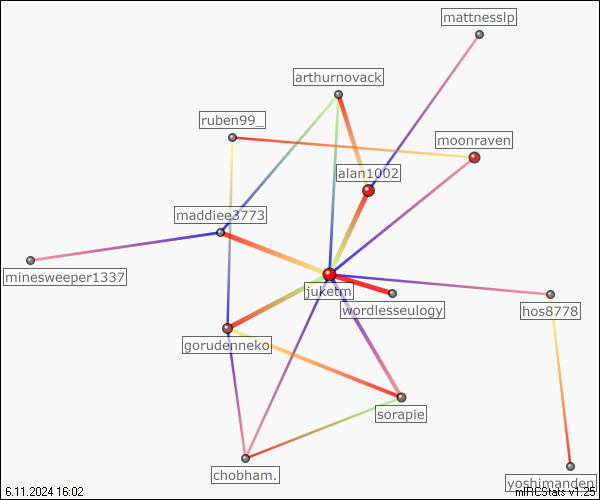 mattnesslp
arthurnovack
ruben99_
moonraven
alan1002
maddiee3773
minesweeper1337
juketm
wordlesseulogy
hos8778
gorudenneko
sorapie
chobham.
yoshimanden
6.11.2024 16:02
mIRCStats v1.25